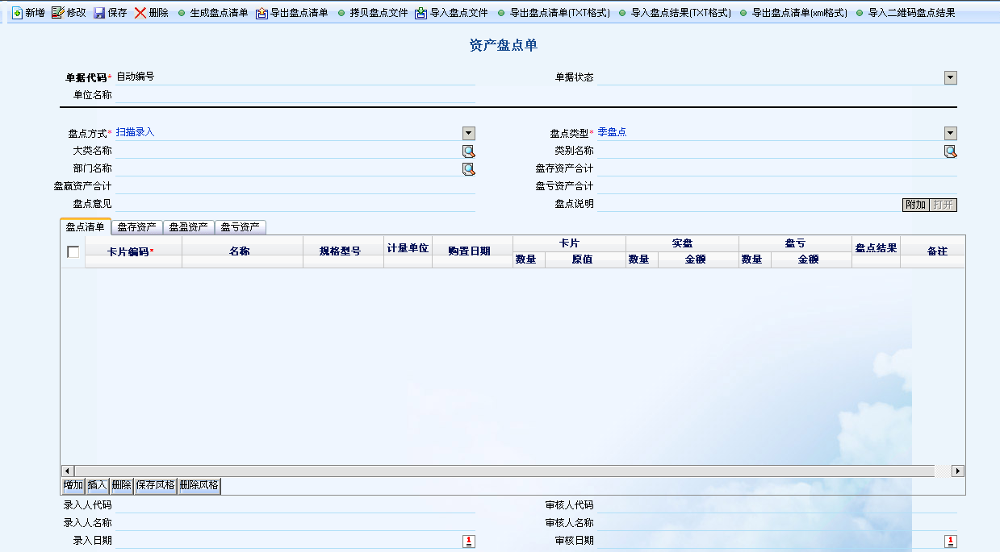 新增 修改 保存 删除 生成盘点清单 导出盘点清单 拷贝盘点文件 导入盘点文件 导出盘点清单(TXT格式) 导入盘点结果(TXT格式) 导出盘点清单(xml格式) 导入二维码盘点结果
资产盘点单
单据代码* 自动编号 单据状态
单位名称
盘点方式* 扫描录入 盘点类型* 季盘点
大类名称 类别名称
部门名称 盘存资产合计
盘赢资产合计 盘亏资产合计
盘点意见 盘点说明 附加 打开
盘点清单 盘存资产 盘盈资产 盘亏资产
卡片编码* 名称 规格型号 计量单位 购置日期 卡片 实盘 盘亏 盘点结果 备注
数量 原值 数量 金额 数量 金额
增加 插入 删除 保存风格 删除风格
录入人代码 审核人代码
录入人名称 审核人名称
录入日期 1 审核日期 1